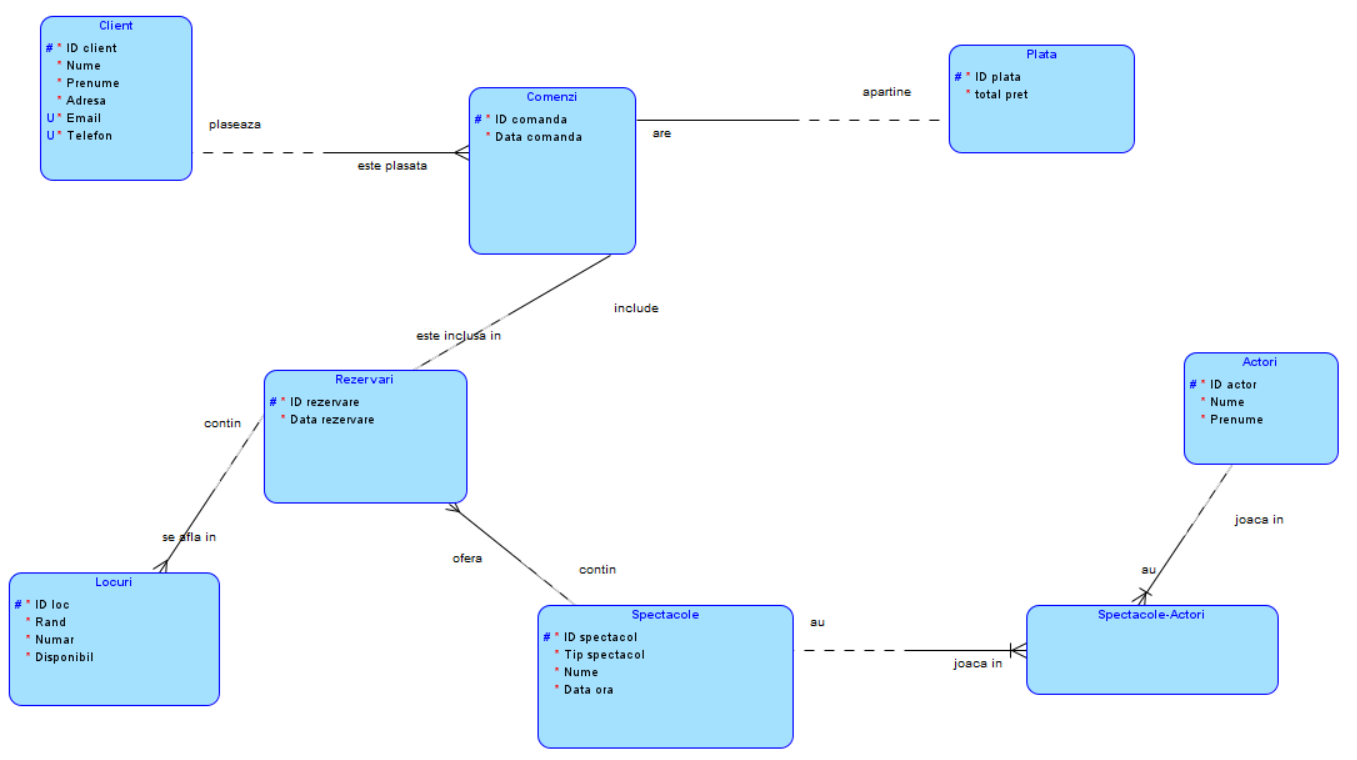 Client
# * ID client
* Nume
* Prenume
* Adresa
U * Email
U * Telefon
plaseaza
este plasata
Comenzi
# * ID comanda
* Data comanda
are
apartine
Plata
# * ID plata
* total pret
include
este inclusa in
Rezervari
# * ID rezervare
* Data rezervare
contin
se afla in
Locuri
# * ID loc
* Rand
* Numar
* Disponibil
ofera
contin
Spectacole
# * ID spectacol
* Tip spectacol
* Nume
* Data ora
au
joaca in
Actori
# * ID actor
* Nume
* Prenume
joaca in
au
Spectacole-Actori